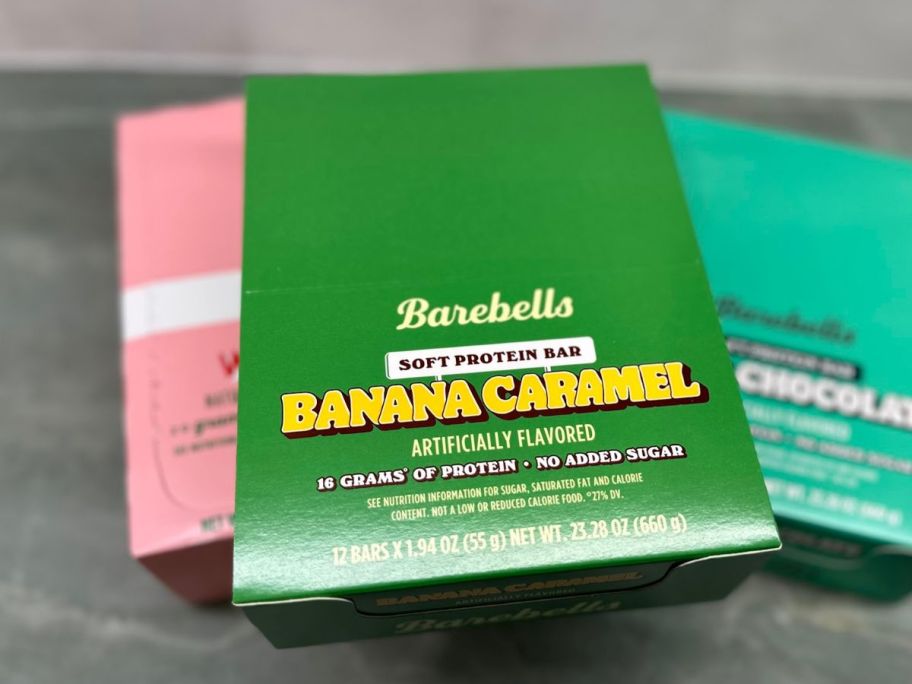 Barebells
SOFT PROTEIN BAR
BANANA CARAMEL
ARTIFICIALLY FLAVORED
16 GRAMS° OF PROTEIN • NO ADDED SUGAR
SEE NUTRITION INFORMATION FOR SUGAR, SATURATED FAT AND CALORIE
CONTENT. NOT A LOW OR REDUCED CALORIE FOOD. °27% DV.
12 BARS X 1.94 OZ (55 g) NET WT. 23.28 OZ (660 g)
BANANA CARAMEL
ARTIFICIALLY FLAVORED
Barebells
Barebells
PROTEIN BAR